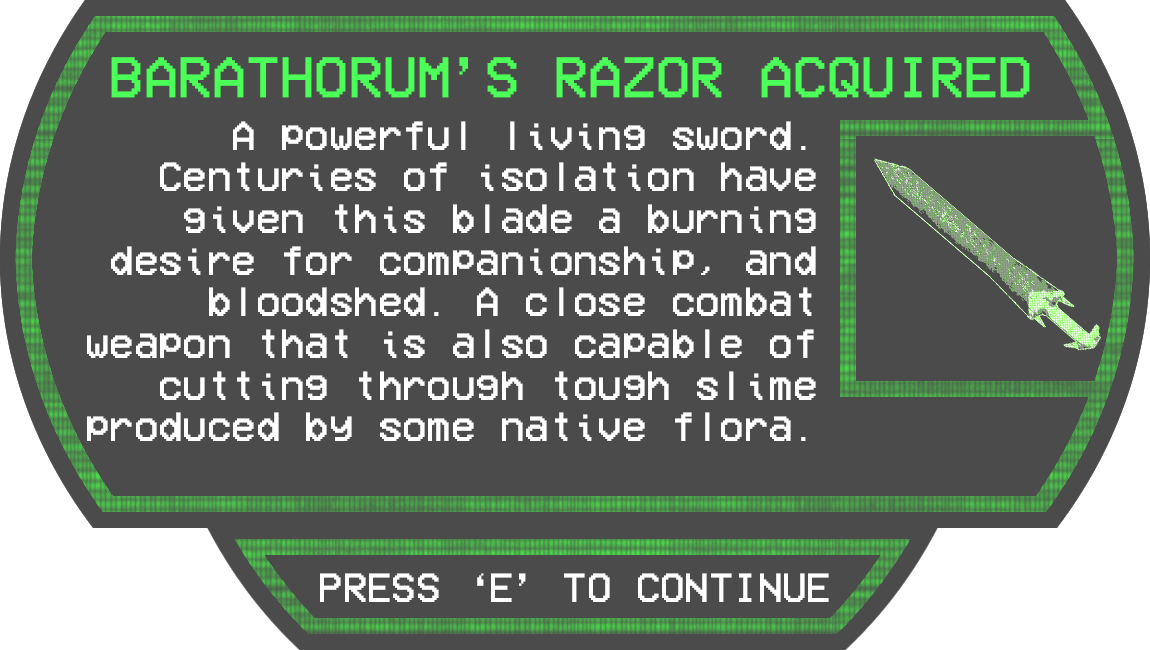 BARATHORUM'S RAZOR ACQUIRED
A powerful living sword.
Centuries of isolation have
given this blade a burning
desire for companionship, and
bloodshed. A close combat
weapon that is also capable of
cutting through tough slime
produced by some native flora.
PRESS ‘E’ TO CONTINUE